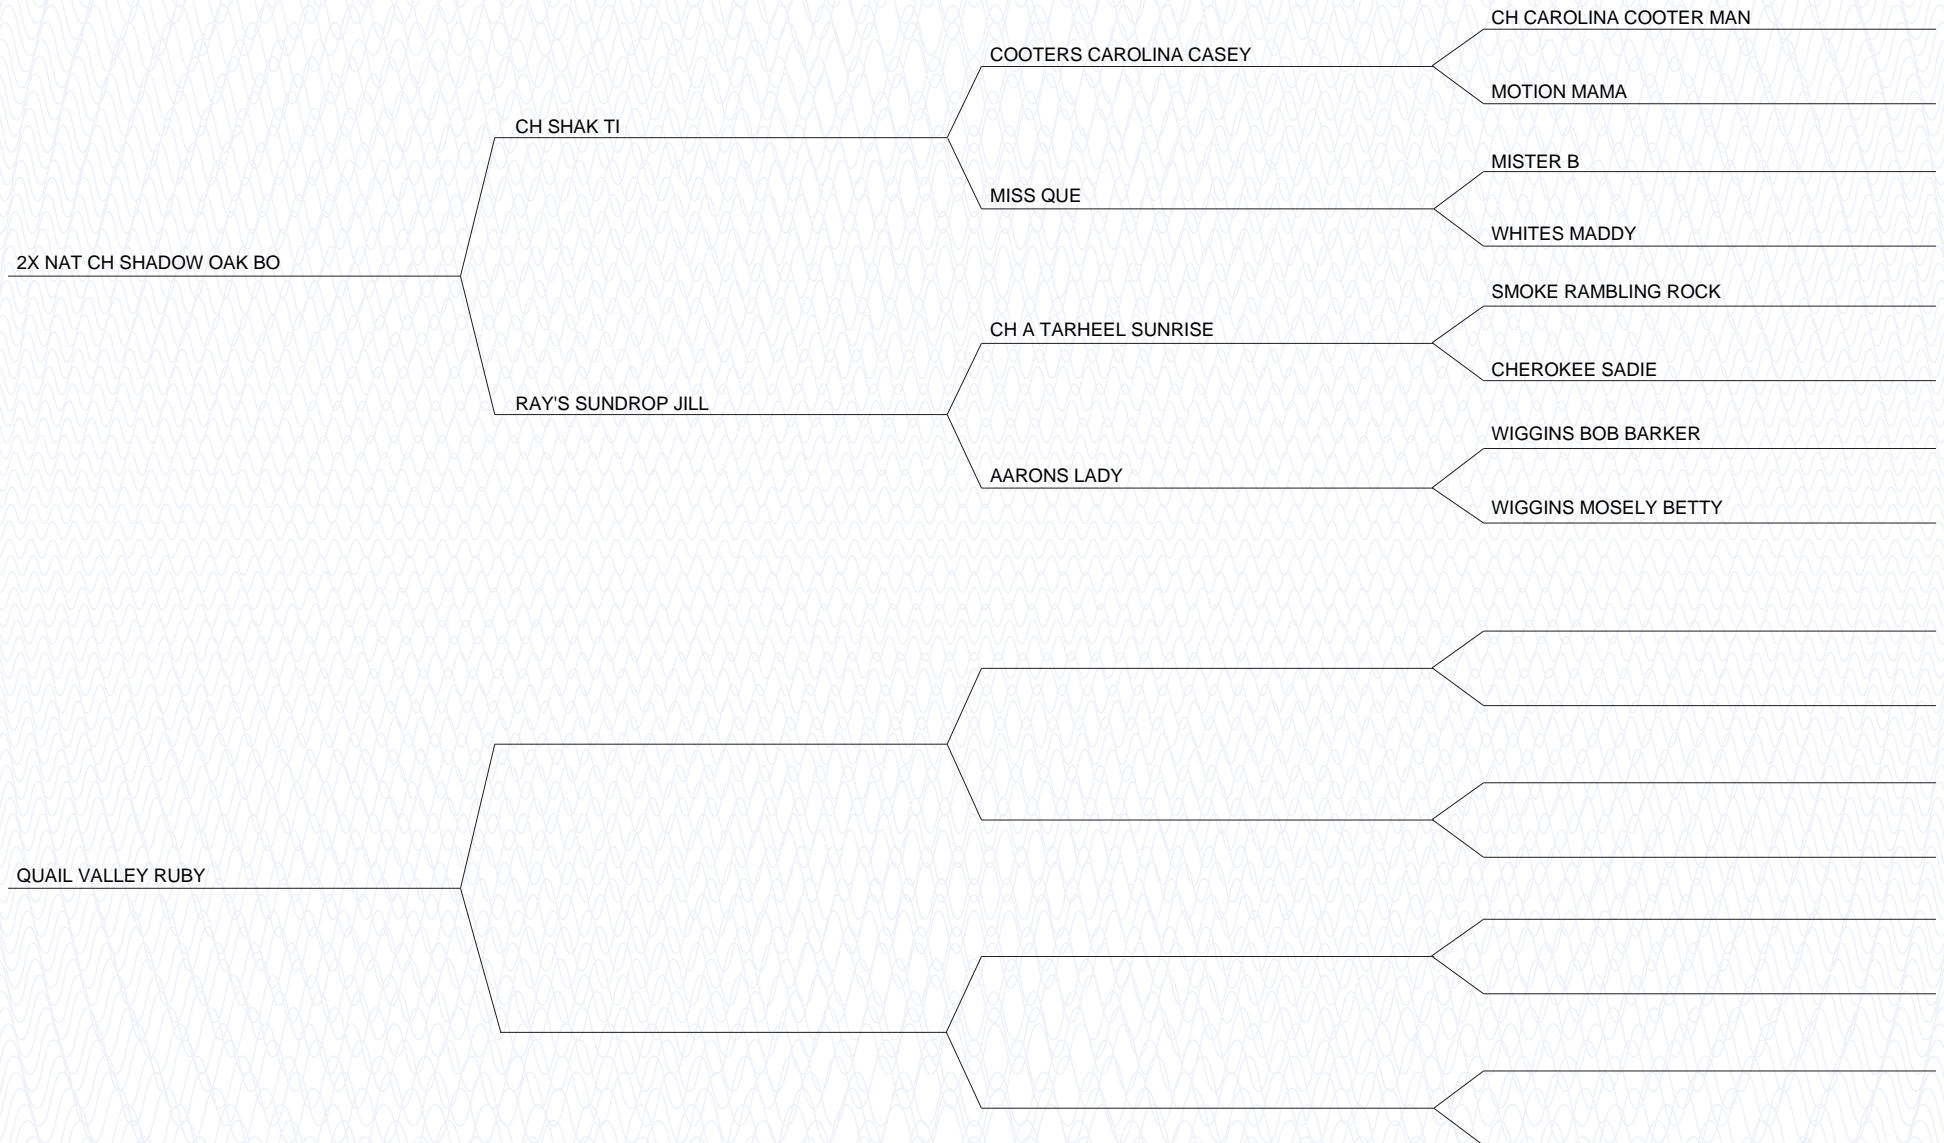 CH CAROLINA COOTER MAN
COOTERS CAROLINA CASEY
MOTION MAMA
CH SHAK TI
MISTER B
MISS QUE
WHITES MADDY
2X NAT CH SHADOW OAK BO
SMOKE RAMBLING ROCK
CH A TARHEEL SUNRISE
CHEROKEE SADIE
RAY'S SUNDROP JILL
WIGGINS BOB BARKER
AARONS LADY
WIGGINS MOSELY BETTY
QUAIL VALLEY RUBY